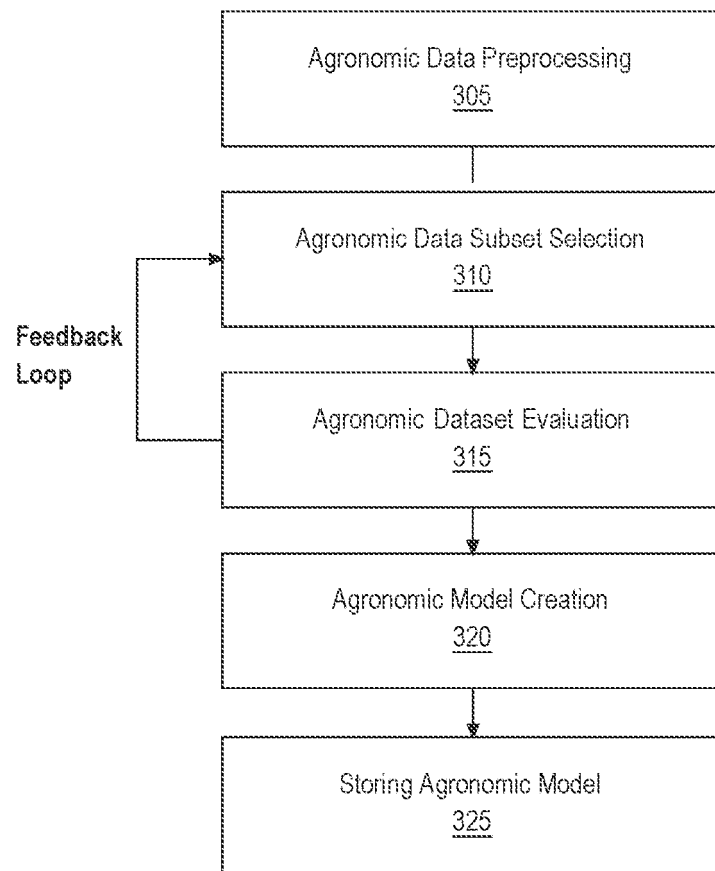 Agronomic Data Preprocessing
305
Agronomic Data Subset Selection
310
Feedback
Loop
Agronomic Dataset Evaluation
315
Agronomic Model Creation
320
Storing Agronomic Model
325